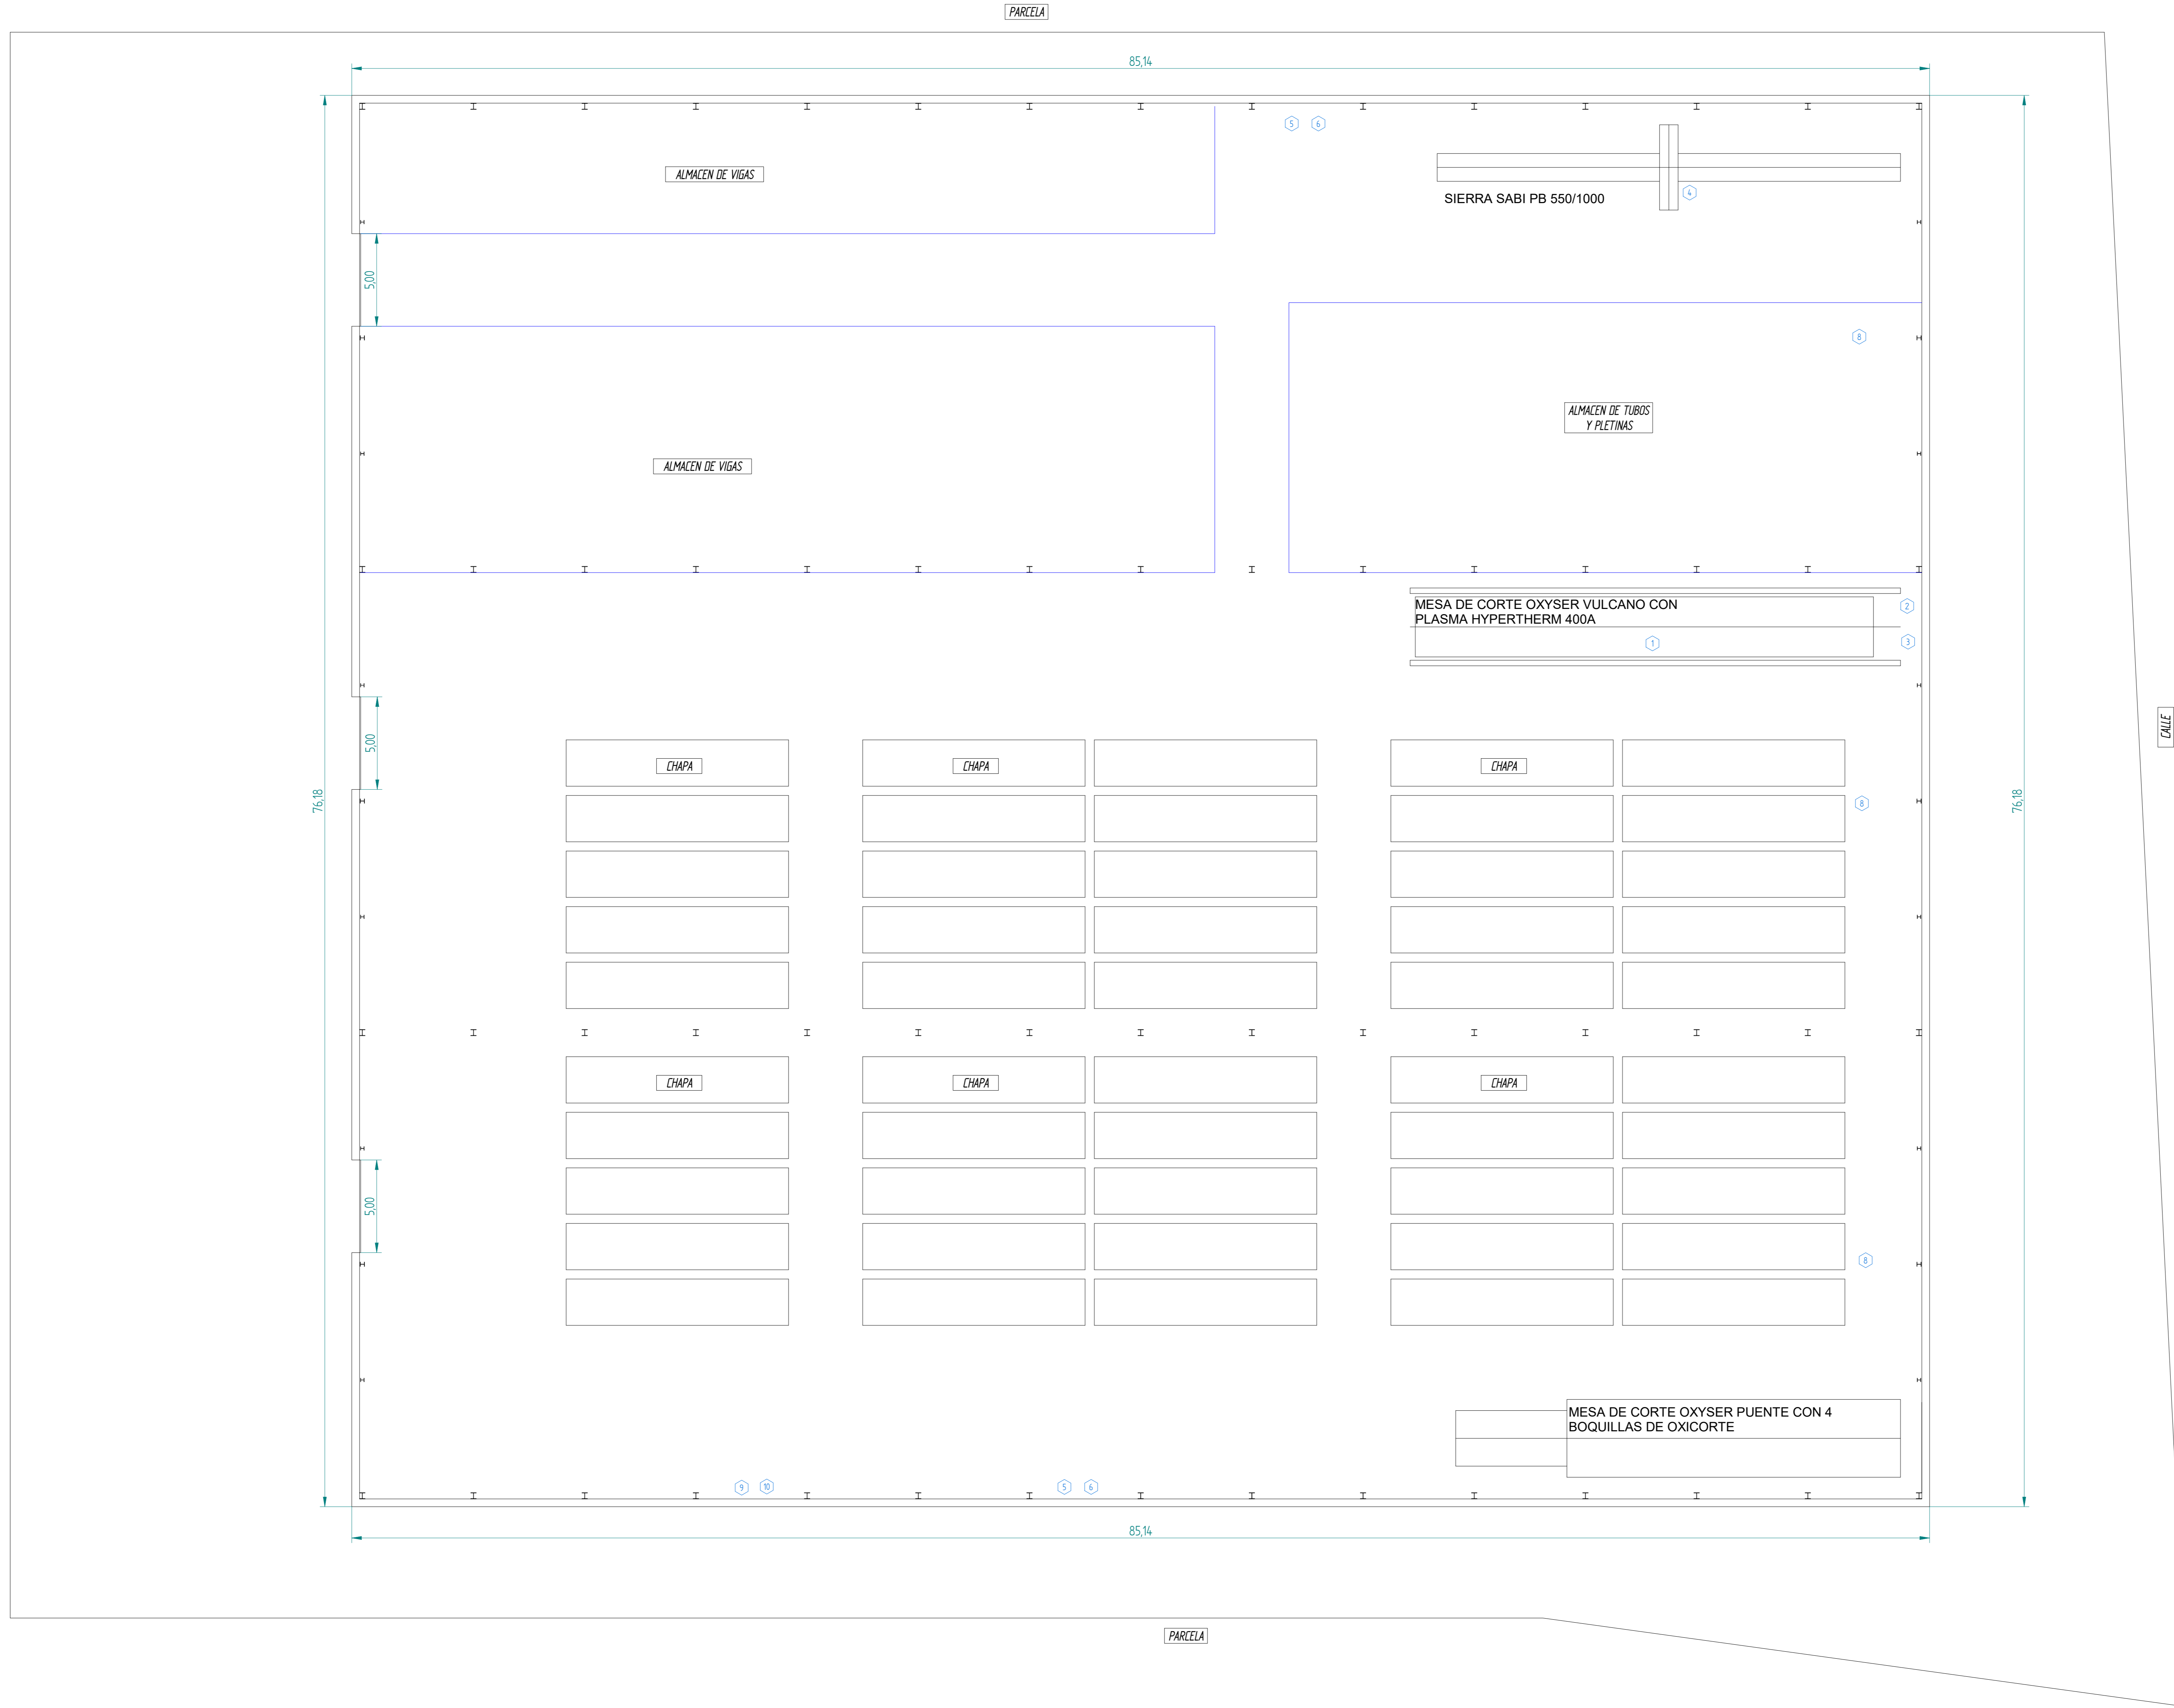 PARCELA
85,14
5
6
ALMACEN DE VIGAS
4
SIERRA SABI PB 550/1000
5,00
8
ALMACEN DE TUBOS
Y PLETINAS
ALMACEN DE VIGAS
MESA DE CORTE OXYSER VULCANO CON
PLASMA HYPERTHERM 400A
2
1
3
CALLE
5,00
CHAPA
CHAPA
CHAPA
76,18
8
76,18
CHAPA
CHAPA
CHAPA
5,00
8
MESA DE CORTE OXYSER PUENTE CON 4
BOQUILLAS DE OXICORTE
9
10
5
6
85,14
PARCELA